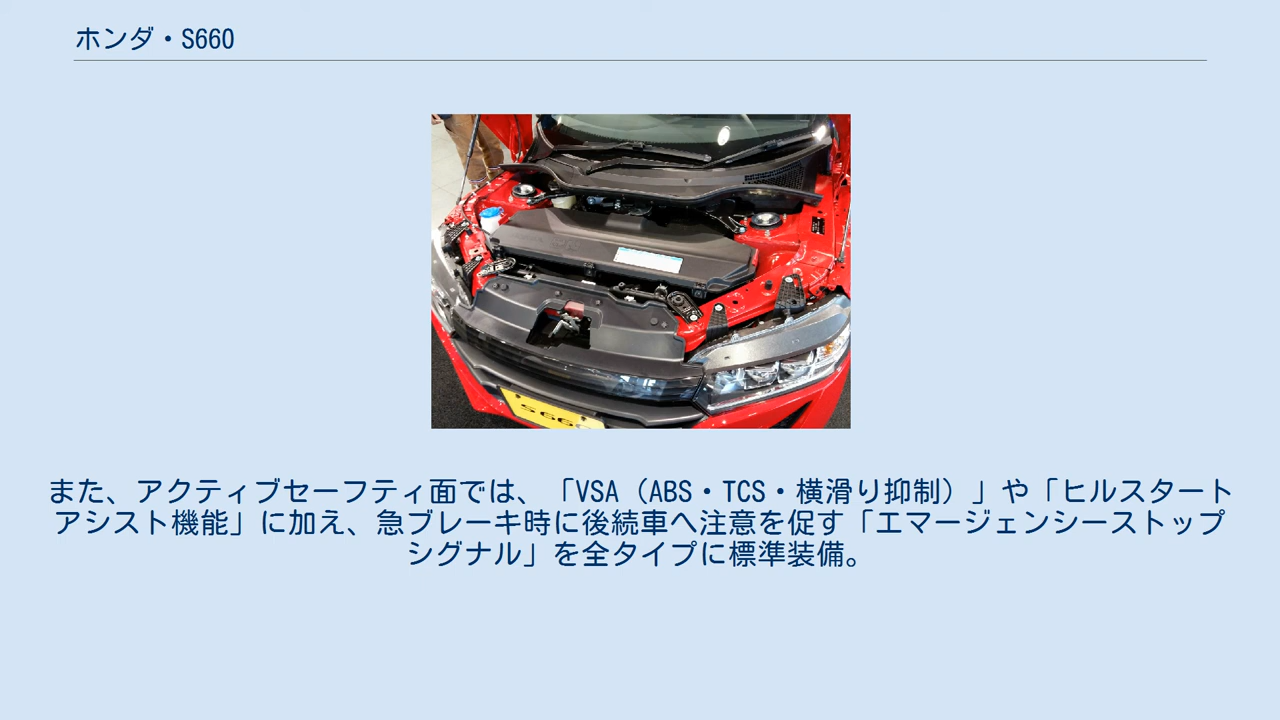 ホンダ・S660
S660
また、アクティブセーフティ面では、「VSA（ABS・TCS・横滑り抑制）」や「ヒルスタート
アシスト機能」に加え、急ブレーキ時に後続車へ注意を促す「エマージェンシーストップ
シグナル」を全タイプに標準装備。